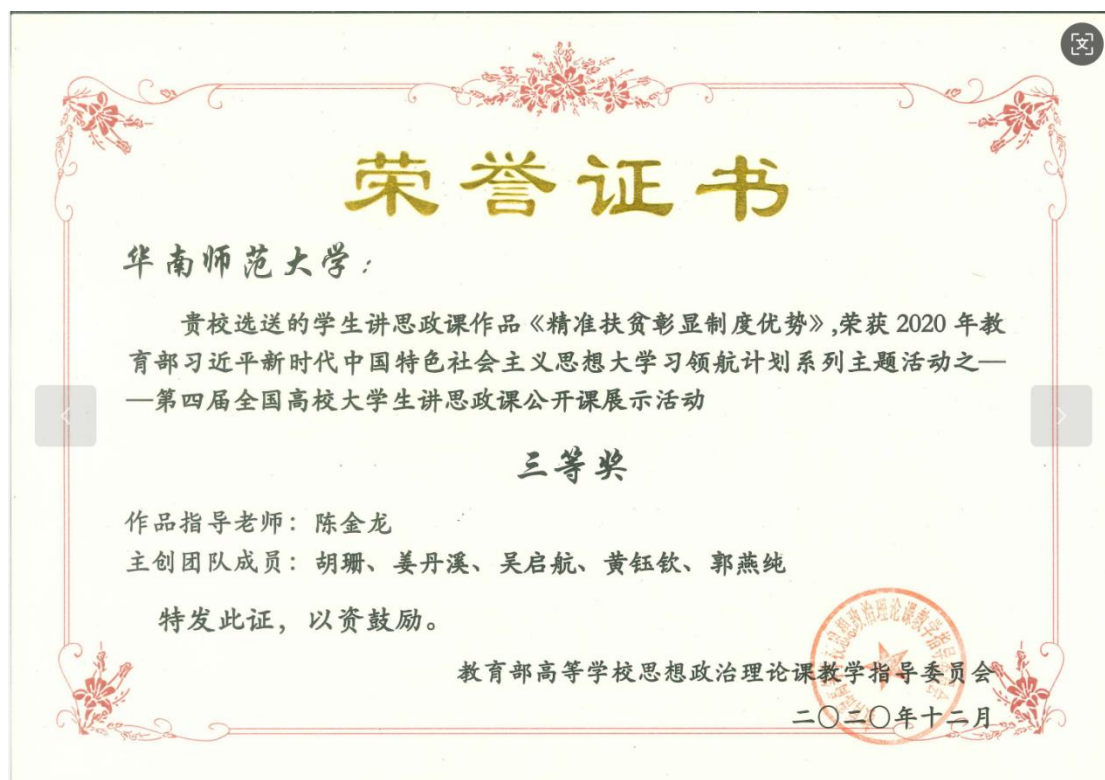 荣誉证书
华南师范大学：
贵校选送的学生讲思政课作品《精准扶贫彰显制度优势》,荣获2020年教
育部习近平新时代中国特色社会主义思想大学习领航计划系列主题活动之—
—第四届全国高校大学生讲思政课公开课展示活动
三等奖
作品指导老师：陈金龙
主创团队成员：胡珊、姜丹溪、吴启航、黄钰钦、郭燕纯
特发此证，以资鼓励。
教育部高等学校思想政治理论课教学指导委员会
二〇二〇年十二月